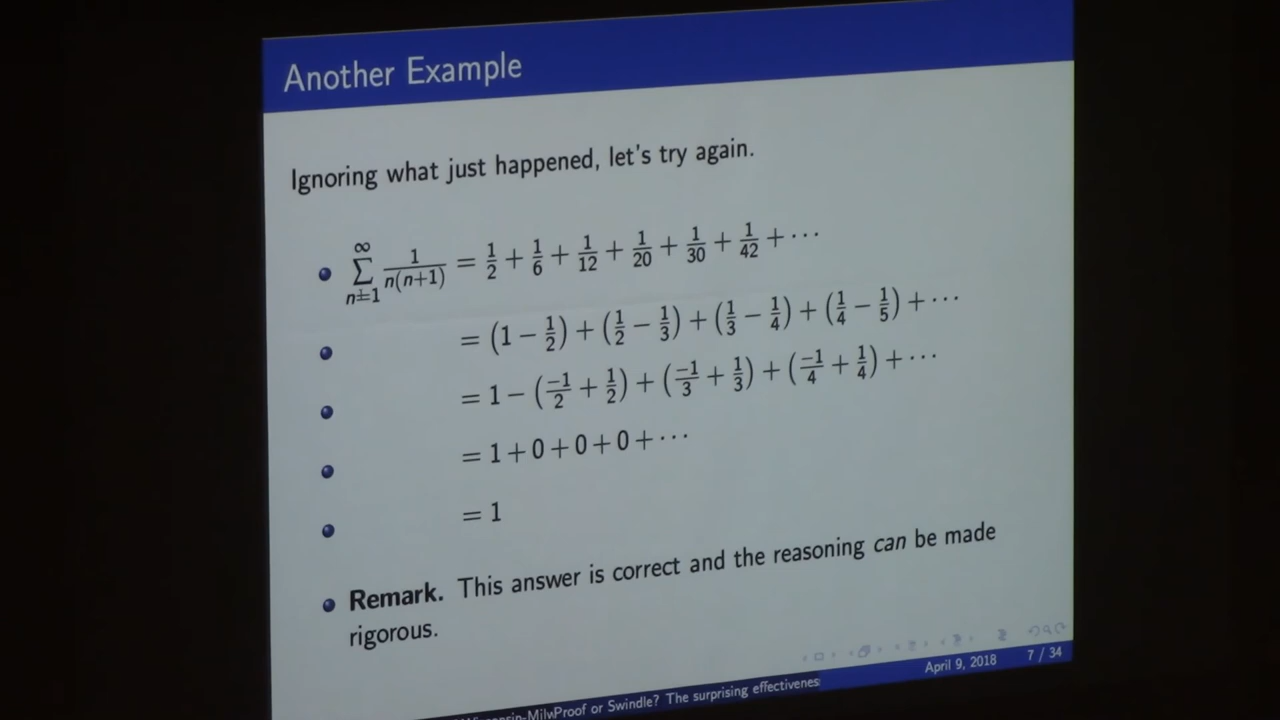 Another Example
Ignoring what just happened, let's try again.
∞
∑ 1/n(n+1) = 1/2 + 1/6 + 1/12 + 1/20 + 1/30 + 1/42 + ···
n=1
= (1 − 1/2) + (1/2 − 1/3) + (1/3 − 1/4) + (1/4 − 1/5) + ···
= 1 − (−1/2 + 1/2) + (−1/3 + 1/3) + (−1/4 + 1/4) + ···
= 1 + 0 + 0 + 0 + ···
= 1
Remark. This answer is correct and the reasoning can be made
rigorous.
April 9, 2018 7 / 34
Proof or Swindle? The surprising effectivenes